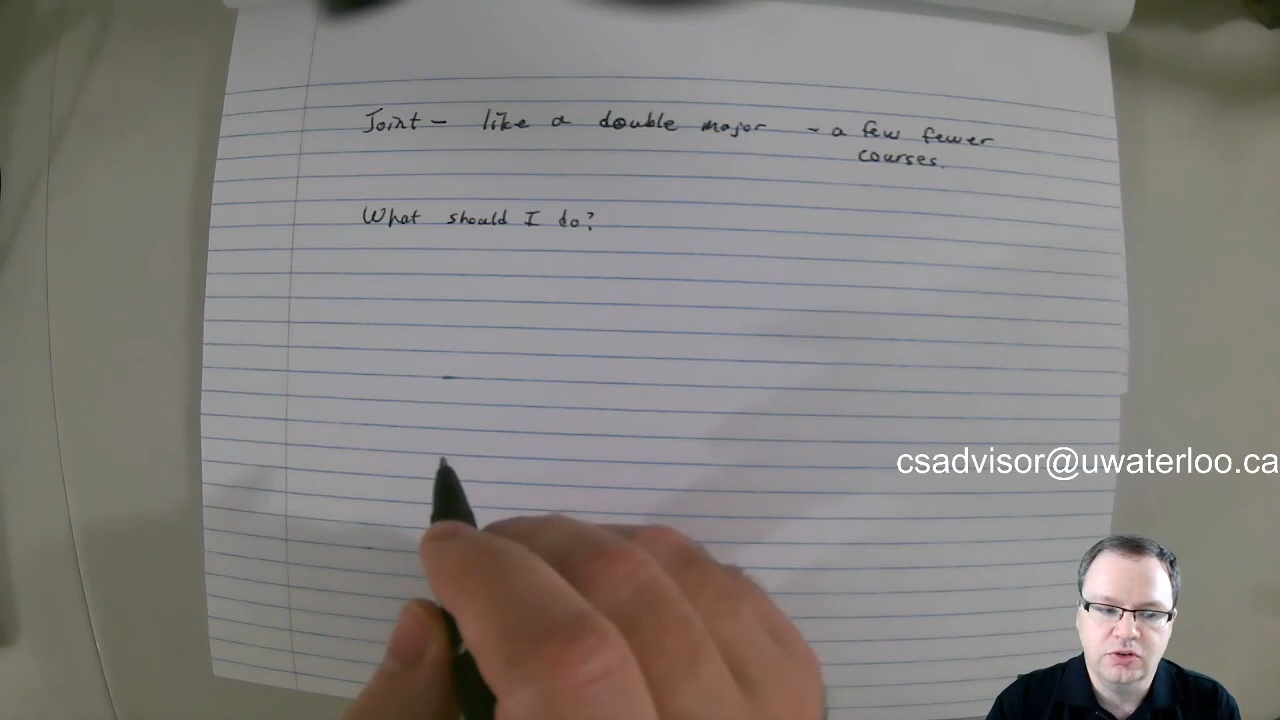 Joint - like a double major - a few fewer
courses.
What should I do?
csadvisor@uwaterloo.ca